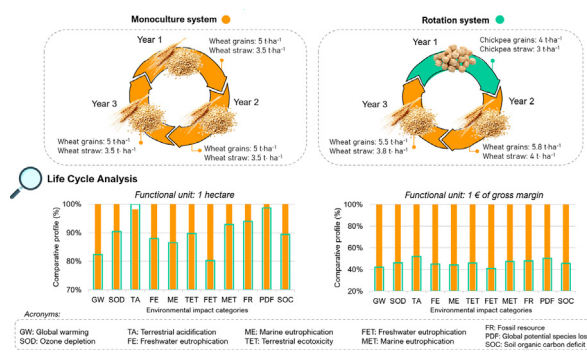 Monoculture system
Year 1
Wheat grains: 5 t·ha⁻¹
Wheat straw: 3.5 t·ha⁻¹
Year 3
Year 2
Wheat grains: 5 t·ha⁻¹
Wheat straw: 3.5 t· ha⁻¹
Wheat grains: 5 t·ha⁻¹
Wheat straw: 3.5 t· ha⁻¹
Rotation system
Year 1
Chickpea grains: 4 t·ha⁻¹
Chickpea straw: 3 t·ha⁻¹
Year 3
Year 2
Wheat grains: 5.5 t·ha⁻¹
Wheat straw: 3.8 t· ha⁻¹
Wheat grains: 5.8 t·ha⁻¹
Wheat straw: 4 t· ha⁻¹
Life Cycle Analysis
Functional unit: 1 hectare
Comparative profile (%)
100%
90%
80%
70%
GW SOD TA FE ME TET FET MET FR PDF SOC
Environmental impact categories
Functional unit: 1 € of gross margin
Comparative profile (%)
100%
80%
60%
40%
20%
GW SOD TA FE ME TET FET MET FR PDF SOC
Environmental impact categories
Acronyms:
GW: Global warming
SOD: Ozone depletion
TA: Terrestrial acidification
FE: Freshwater eutrophication
ME: Marine eutrophication
TET: Terrestrial ecotoxicity
FET: Freshwater eutrophication
MET: Marine eutrophication
FR: Fossil resource
PDF: Global potential species loss
SOC: Soil organic carbon deficit